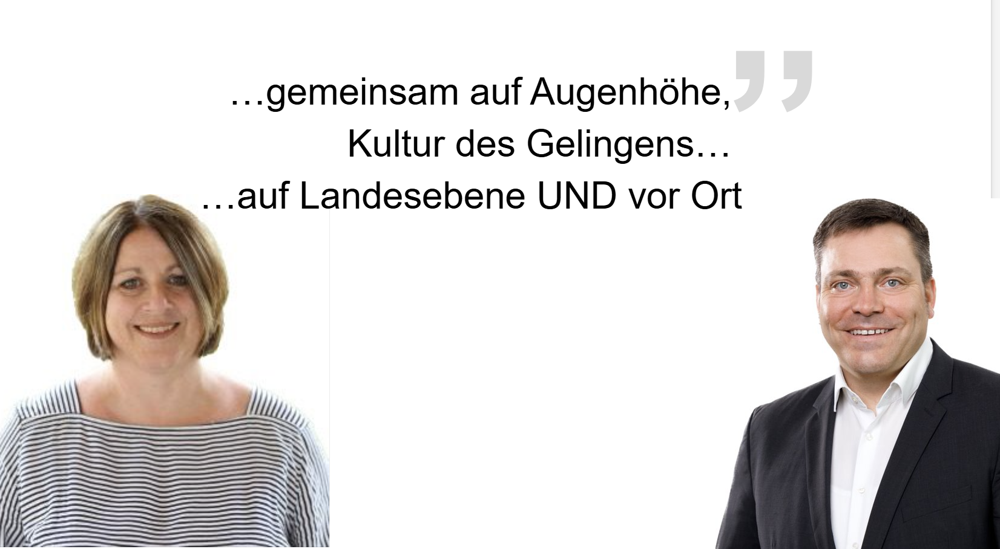 …gemeinsam auf Augenhöhe,”
Kultur des Gelingens…
…auf Landesebene UND vor Ort